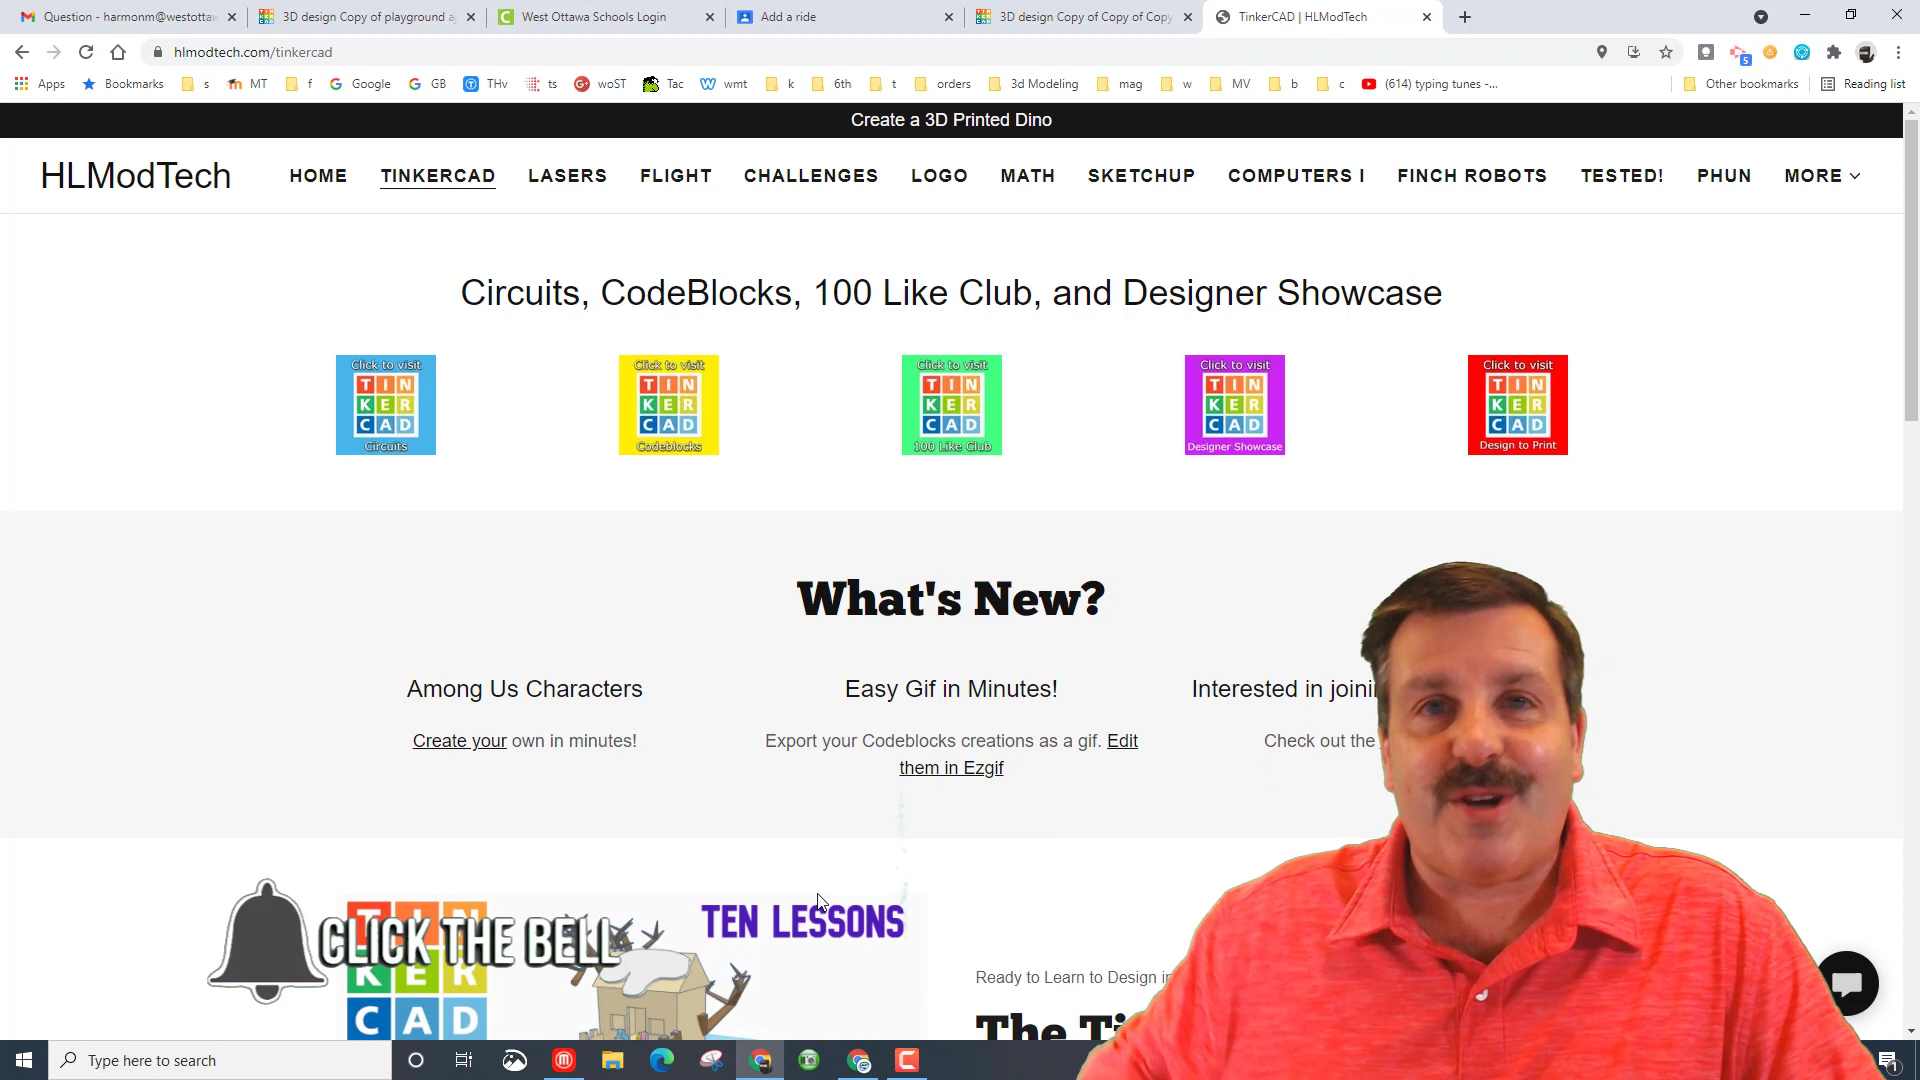 Question - harmonm@westottaw
3D design Copy of playground a
West Ottawa Schools Login
Add a ride
3D design Copy of Copy of Copy
TinkerCAD | HLModTech
hlmodtech.com/tinkercad
5
Apps
Bookmarks
s
MT
f
Google
GB
THv
ts
woST
Tac
wmt
k
6th
t
orders
3d Modeling
mag
w
MV
b
c
(614) typing tunes -...
Other bookmarks
Reading list
Create a 3D Printed Dino
HLModTech
HOME
TINKERCAD
LASERS
FLIGHT
CHALLENGES
LOGO
MATH
SKETCHUP
COMPUTERS I
FINCH ROBOTS
TESTED!
PHUN
MORE
Circuits, CodeBlocks, 100 Like Club, and Designer Showcase
Click to visit
TIN
KER
CAD
Circuits
Click to visit
TIN
KER
CAD
Codeblocks
Click to visit
TIN
KER
CAD
100 Like Club
Click to visit
TIN
KER
CAD
Designer Showcase
Click to visit
TIN
KER
CAD
Design to Print
What's New?
Among Us Characters
Create your own in minutes!
Easy Gif in Minutes!
Export your Codeblocks creations as a gif. Edit
them in Ezgif
Interested in joini
Check out the
CLICK THE BELL
TIN
KER
CAD
TEN LESSONS
Ready to Learn to Design in
The Ti
Type here to search
1